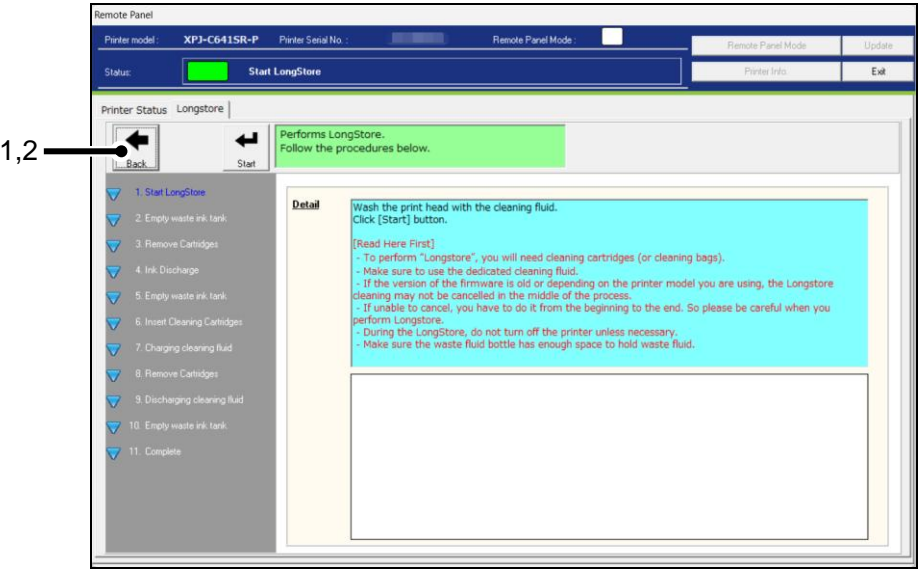 Remote Panel
Printer model : XPJ-C641SR-P Printer Serial No. : Remote Panel Mode :
Remote Panel Mode Update
Status: Start LongStore
Printer Info. Exit
Printer Status Longstore
1,2
Back Start
Performs LongStore.
Follow the procedures below.
1. Start LongStore
2. Empty waste ink tank
3. Remove Cartridges
4. Ink Discharge
5. Empty waste ink tank
6. Insert Cleaning Cartridges
7. Charging cleaning fluid
8. Remove Cartridges
9. Discharging cleaning fluid
10. Empty waste ink tank
11. Complete
Detail
Wash the print head with the cleaning fluid.
Click [Start] button.
[Read Here First]
- To perform "Longstore", you will need cleaning cartridges (or cleaning bags).
- Make sure to use the dedicated cleaning fluid.
- If the version of the firmware is old or depending on the printer model you are using, the Longstore
cleaning may not be cancelled in the middle of the process.
- If unable to cancel, you have to do it from the beginning to the end. So please be careful when you
perform Longstore.
- During the LongStore, do not turn off the printer unless necessary.
- Make sure the waste fluid bottle has enough space to hold waste fluid.